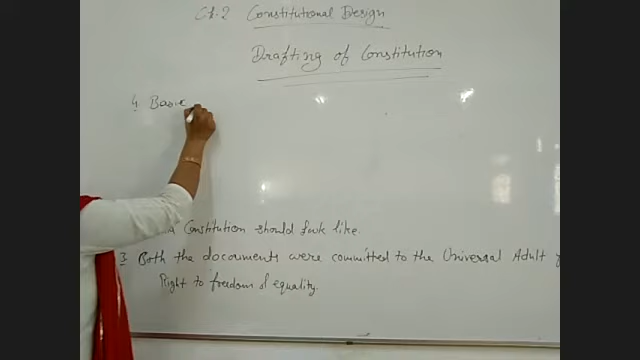 Ch.2 Constitutional Design
Drafting of Constitution
4 Basic
a Constitution should look like.
3 Both the documents were committed to the Universal Adult
Right to freedom & equality.